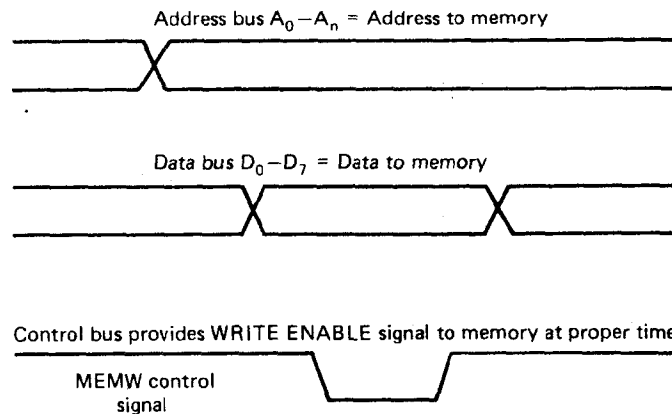 Address bus A₀–Aₙ = Address to memory
Data bus D₀–D₇ = Data to memory
Control bus provides WRITE ENABLE signal to memory at proper time
MEMW control
signal